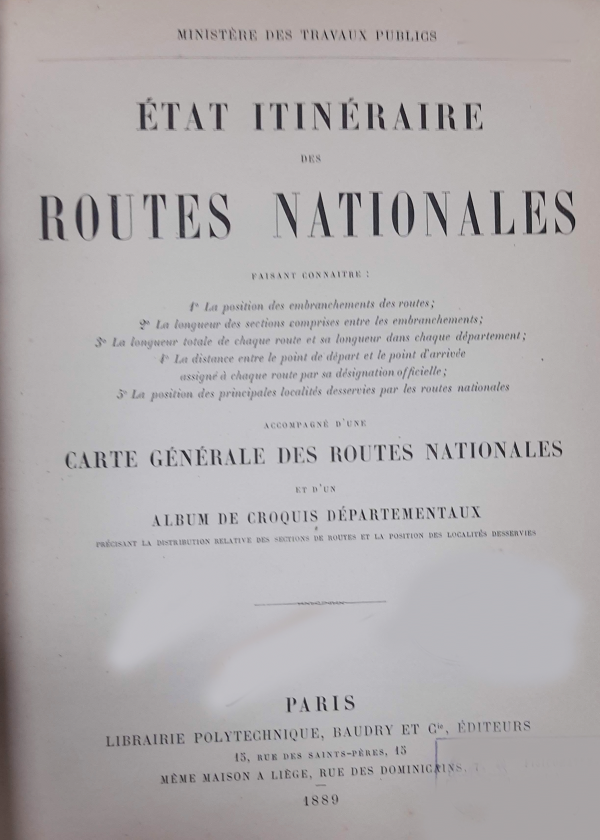 MINISTÈRE DES TRAVAUX PUBLICS
ÉTAT ITINÉRAIRE
DES
ROUTES NATIONALES
FAISANT CONNAITRE :
1° La position des embranchements des routes;
2° La longueur des sections comprises entre les embranchements;
3° La longueur totale de chaque route et sa longueur dans chaque département;
4° La distance entre le point de départ et le point d'arrivée
assigné à chaque route par sa désignation officielle;
5° La position des principales localités desservies par les routes nationales
ACCOMPAGNÉ D'UNE
CARTE GÉNÉRALE DES ROUTES NATIONALES
ET D'UN
ALBUM DE CROQUIS DÉPARTEMENTAUX
PRÉCISANT LA DISTRIBUTION RELATIVE DES SECTIONS DE ROUTES ET LA POSITION DES LOCALITÉS DESSERVIES
PARIS
LIBRAIRIE POLYTECHNIQUE, BAUDRY ET Cie, ÉDITEURS
15, RUE DES SAINTS-PÈRES, 15
MÊME MAISON A LIÈGE, RUE DES DOMINICAINS,
1889